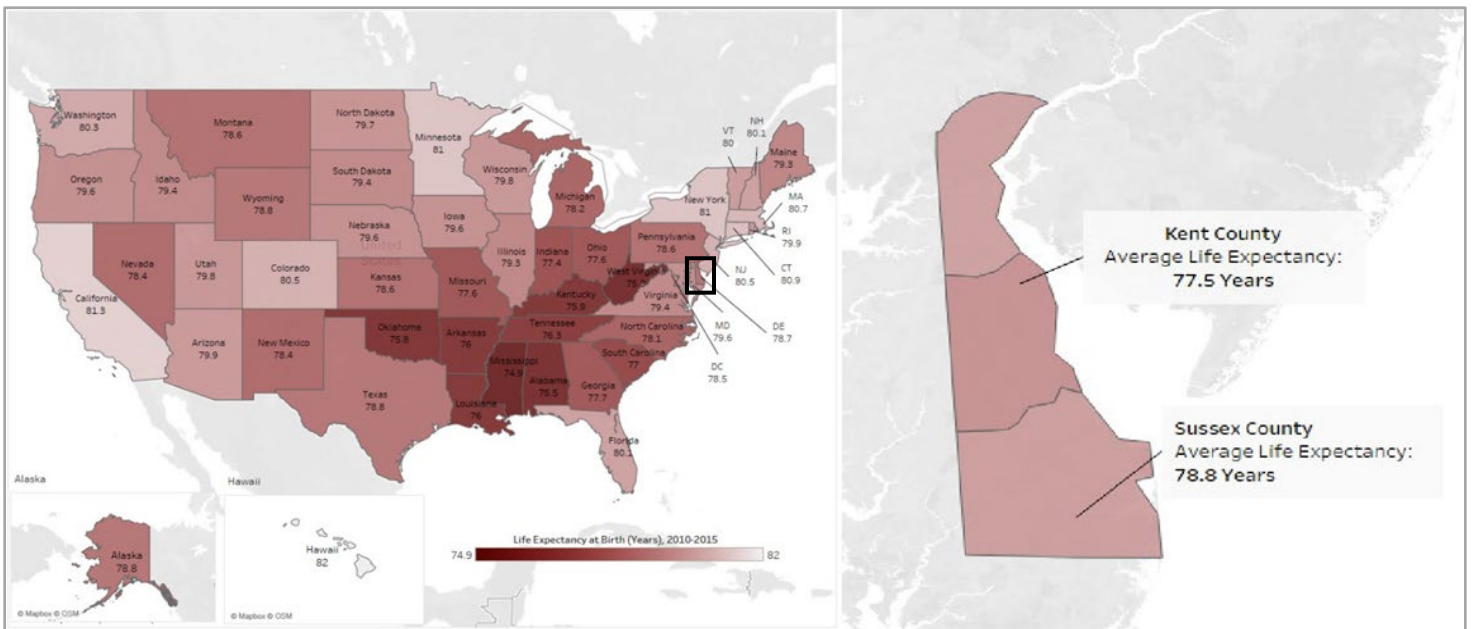 Washington
80.3
Montana
78.6
North Dakota
79.7
Minnesota
81
VT
80
NH
80.1
Maine
79.3
Oregon
79.6
Idaho
79.4
South Dakota
79.4
Wisconsin
79.8
MA
80.7
Wyoming
78.8
Michigan
78.2
New York
81
RI
79.9
Nebraska
79.6
United
States
Iowa
79.6
Pennsylvania
78.6
CT
80.9
Nevada
78.4
Utah
79.8
Colorado
80.5
Illinois
79.3
Indiana
77.4
Ohio
77.6
NJ
80.5
California
81.3
Kansas
78.6
Missouri
77.6
West Virgin
Kentucky
75.9
Virginia
79.4
DE
78.7
MD
79.6
DC
78.5
Arizona
79.9
New Mexico
78.4
Oklahoma
75.8
Arkansas
76
Tennessee
76.3
North Carolina
78.1
South Carolina
77
Mississippi
74.9
Alabama
75.5
Georgia
77.7
Texas
78.8
Louisiana
76
Florida
80.1
Alaska
Hawaii
Alaska
78.8
Hawaii
82
© Mapbox © OSM
© Mapbox © OSM
Life Expectancy at Birth (Years), 2010-2015
74.9
82
Kent County
Average Life Expectancy:
77.5 Years
Sussex County
Average Life Expectancy:
78.8 Years